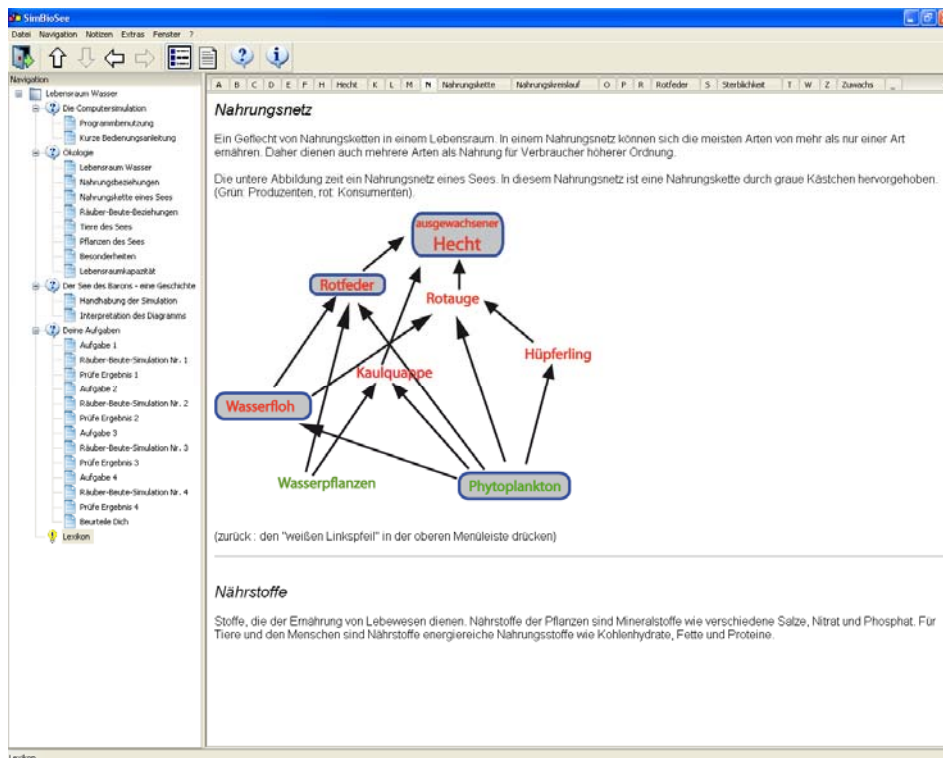 SimBioSee
Datei Navigation Notizen Extras Fenster ?
Navigation
Lebensraum Wasser
Die Computersimulation
Programmbenutzung
Kurze Bedienungsanleitung
Ökologie
Lebensraum Wasser
Nahrungsbeziehungen
Nahrungskette eines Sees
Räuber-Beute-Beziehungen
Tiere des Sees
Pflanzen des Sees
Besonderheiten
Lebensraumkapazität
Der See des Barons - eine Geschichte
Handhabung der Simulation
Interpretation des Diagramms
Deine Aufgaben
Aufgabe 1
Räuber-Beute-Simulation Nr. 1
Prüfe Ergebnis 1
Aufgabe 2
Räuber-Beute-Simulation Nr. 2
Prüfe Ergebnis 2
Aufgabe 3
Räuber-Beute-Simulation Nr. 3
Prüfe Ergebnis 3
Aufgabe 4
Räuber-Beute-Simulation Nr. 4
Prüfe Ergebnis 4
Beurteile Dich
Lexikon
A B C D E F H Hecht K L M N Nahrungskette Nahrungskreislauf O P R Rotfeder S Sterblichkeit T W Z Zuwachs _
Nahrungsnetz
Ein Geflecht von Nahrungsketten in einem Lebensraum. In einem Nahrungsnetz können sich die meisten Arten von mehr als nur einer Art
ernähren. Daher dienen auch mehrere Arten als Nahrung für Verbraucher höherer Ordnung.
Die untere Abbildung zeit ein Nahrungsnetz eines Sees. In diesem Nahrungsnetz ist eine Nahrungskette durch graue Kästchen hervorgehoben.
(Grün: Produzenten, rot: Konsumenten).
ausgewachsener
Hecht
Rotfeder
Rotauge
Hüpferling
Kaulquappe
Wasserfloh
Wasserpflanzen
Phytoplankton
(zurück : den "weißen Linkspfeil" in der oberen Menüleiste drücken)
Nährstoffe
Stoffe, die der Ernährung von Lebewesen dienen. Nährstoffe der Pflanzen sind Mineralstoffe wie verschiedene Salze, Nitrat und Phosphat. Für
Tiere und den Menschen sind Nährstoffe energiereiche Nahrungsstoffe wie Kohlenhydrate, Fette und Proteine.
Lexikon